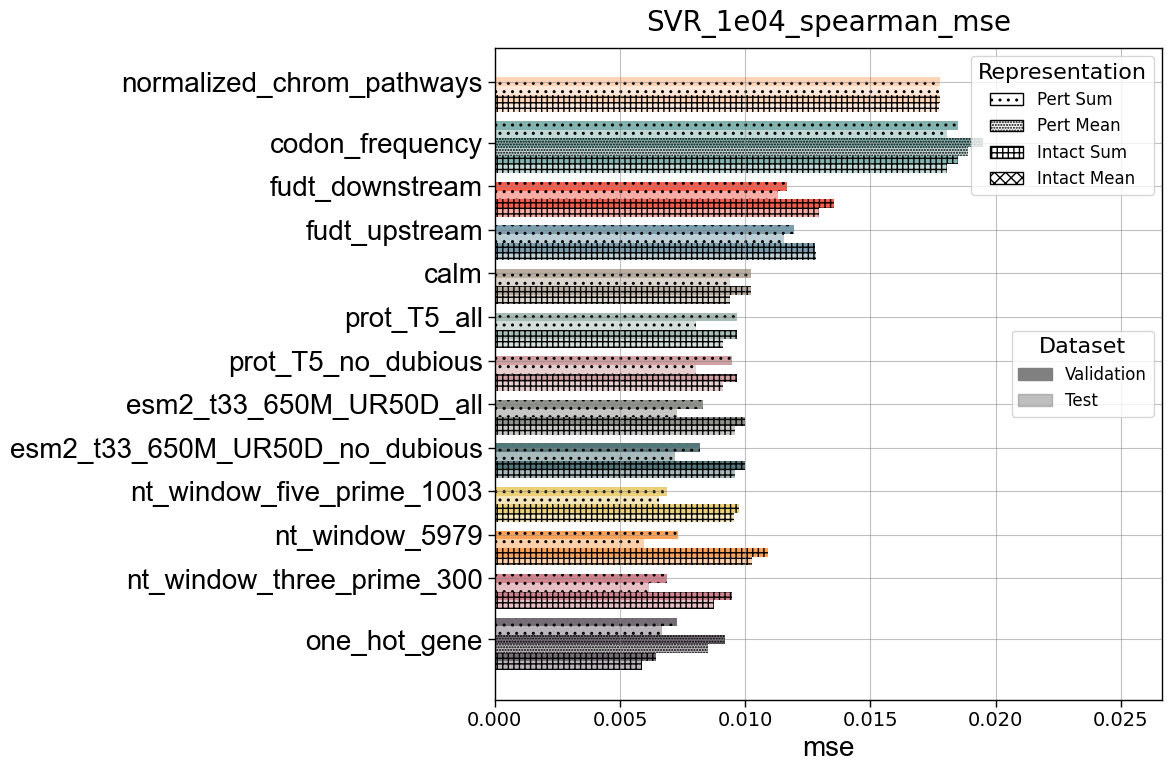 SVR_1e04_spearman_mse
normalized_chrom_pathways
codon_frequency
fudt_downstream
fudt_upstream
calm
prot_T5_all
prot_T5_no_dubious
esm2_t33_650M_UR50D_all
esm2_t33_650M_UR50D_no_dubious
nt_window_five_prime_1003
nt_window_5979
nt_window_three_prime_300
one_hot_gene
Representation
Pert Sum
Pert Mean
Intact Sum
Intact Mean
Dataset
Validation
Test
0.000 0.005 0.010 0.015 0.020 0.025
mse